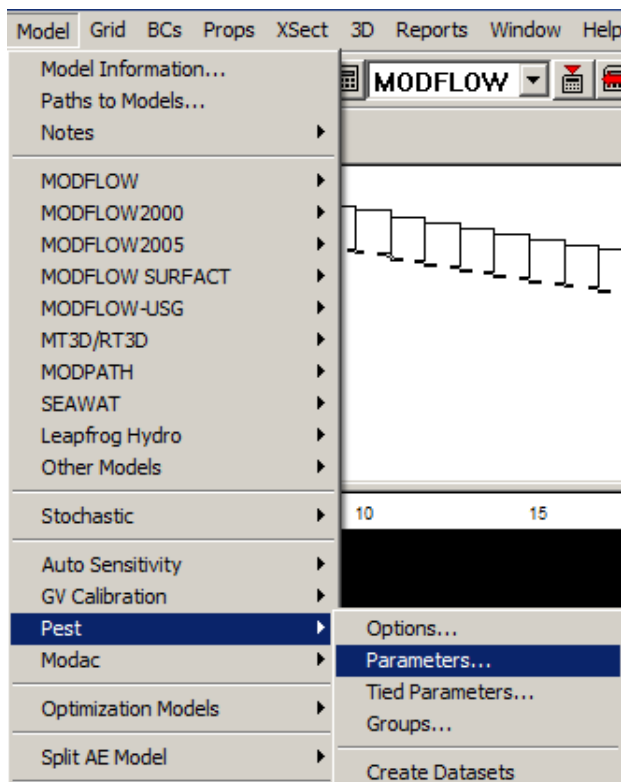 Model Grid BCs Props XSect 3D Reports Window Help
Model Information...
Paths to Models...
MODFLOW
Notes
MODFLOW
MODFLOW2000
MODFLOW2005
MODFLOW SURFACT
MODFLOW-USG
MT3D/RT3D
MODPATH
SEAWAT
Leapfrog Hydro
Other Models
Stochastic
10 15
Auto Sensitivity
GV Calibration
Pest
Options...
Modac
Parameters...
Tied Parameters...
Optimization Models
Groups...
Split AE Model
Create Datasets